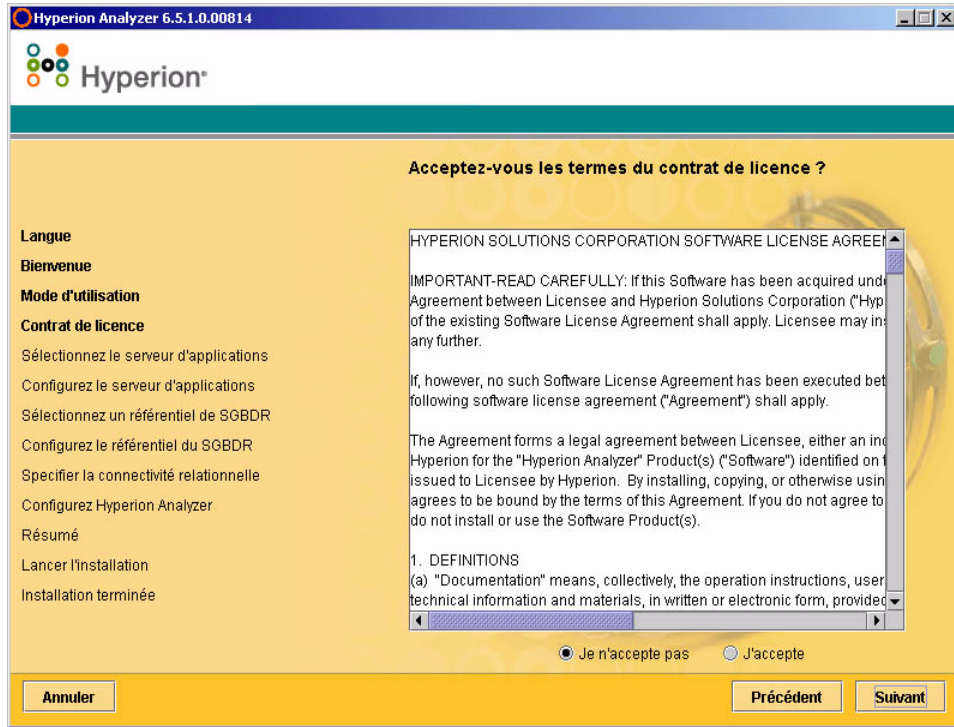 Hyperion Analyzer 6.5.1.0.00814
Hyperion
Acceptez-vous les termes du contrat de licence ?
Langue
Bienvenue
Mode d'utilisation
Contrat de licence
Sélectionnez le serveur d'applications
Configurez le serveur d'applications
Sélectionnez un référentiel de SGBDR
Configurez le référentiel du SGBDR
Specifier la connectivité relationnelle
Configurez Hyperion Analyzer
Résumé
Lancer l'installation
Installation terminée
HYPERION SOLUTIONS CORPORATION SOFTWARE LICENSE
IMPORTANT-READ CAREFULLY: If this Software has been acquired
Agreement between Licensee and Hyperion Solutions Corporation
of the existing Software License Agreement shall apply. Licensee may
any further.
If, however, no such Software License Agreement has been executed
following software license agreement ("Agreement") shall apply.
The Agreement forms a legal agreement between Licensee, either an
Hyperion for the "Hyperion Analyzer" Product(s) ("Software") identified on
issued to Licensee by Hyperion. By installing, copying, or otherwise
agrees to be bound by the terms of this Agreement. If you do not agree to
do not install or use the Software Product(s).
1. DEFINITIONS
(a) "Documentation" means, collectively, the operation instructions, user
technical information and materials, in written or electronic form, provided
Je n'accepte pas
J'accepte
Annuler
Précédent
Suivant